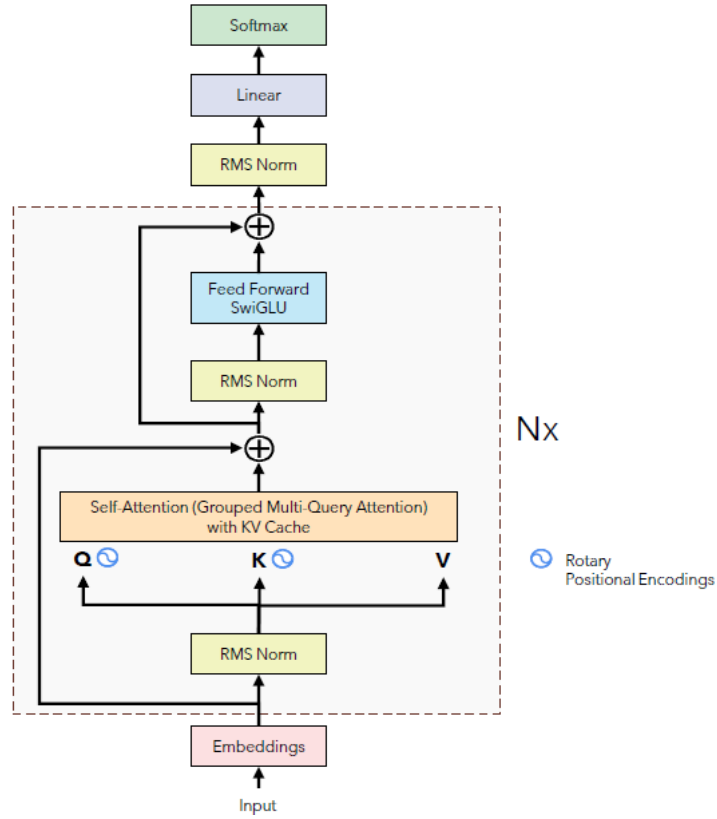 Softmax
Linear
RMS Norm
Feed Forward
SwiGLU
RMS Norm
Nx
Self-Attention (Grouped Multi-Query Attention)
with KV Cache
Q K V
Rotary
Positional Encodings
RMS Norm
Embeddings
Input